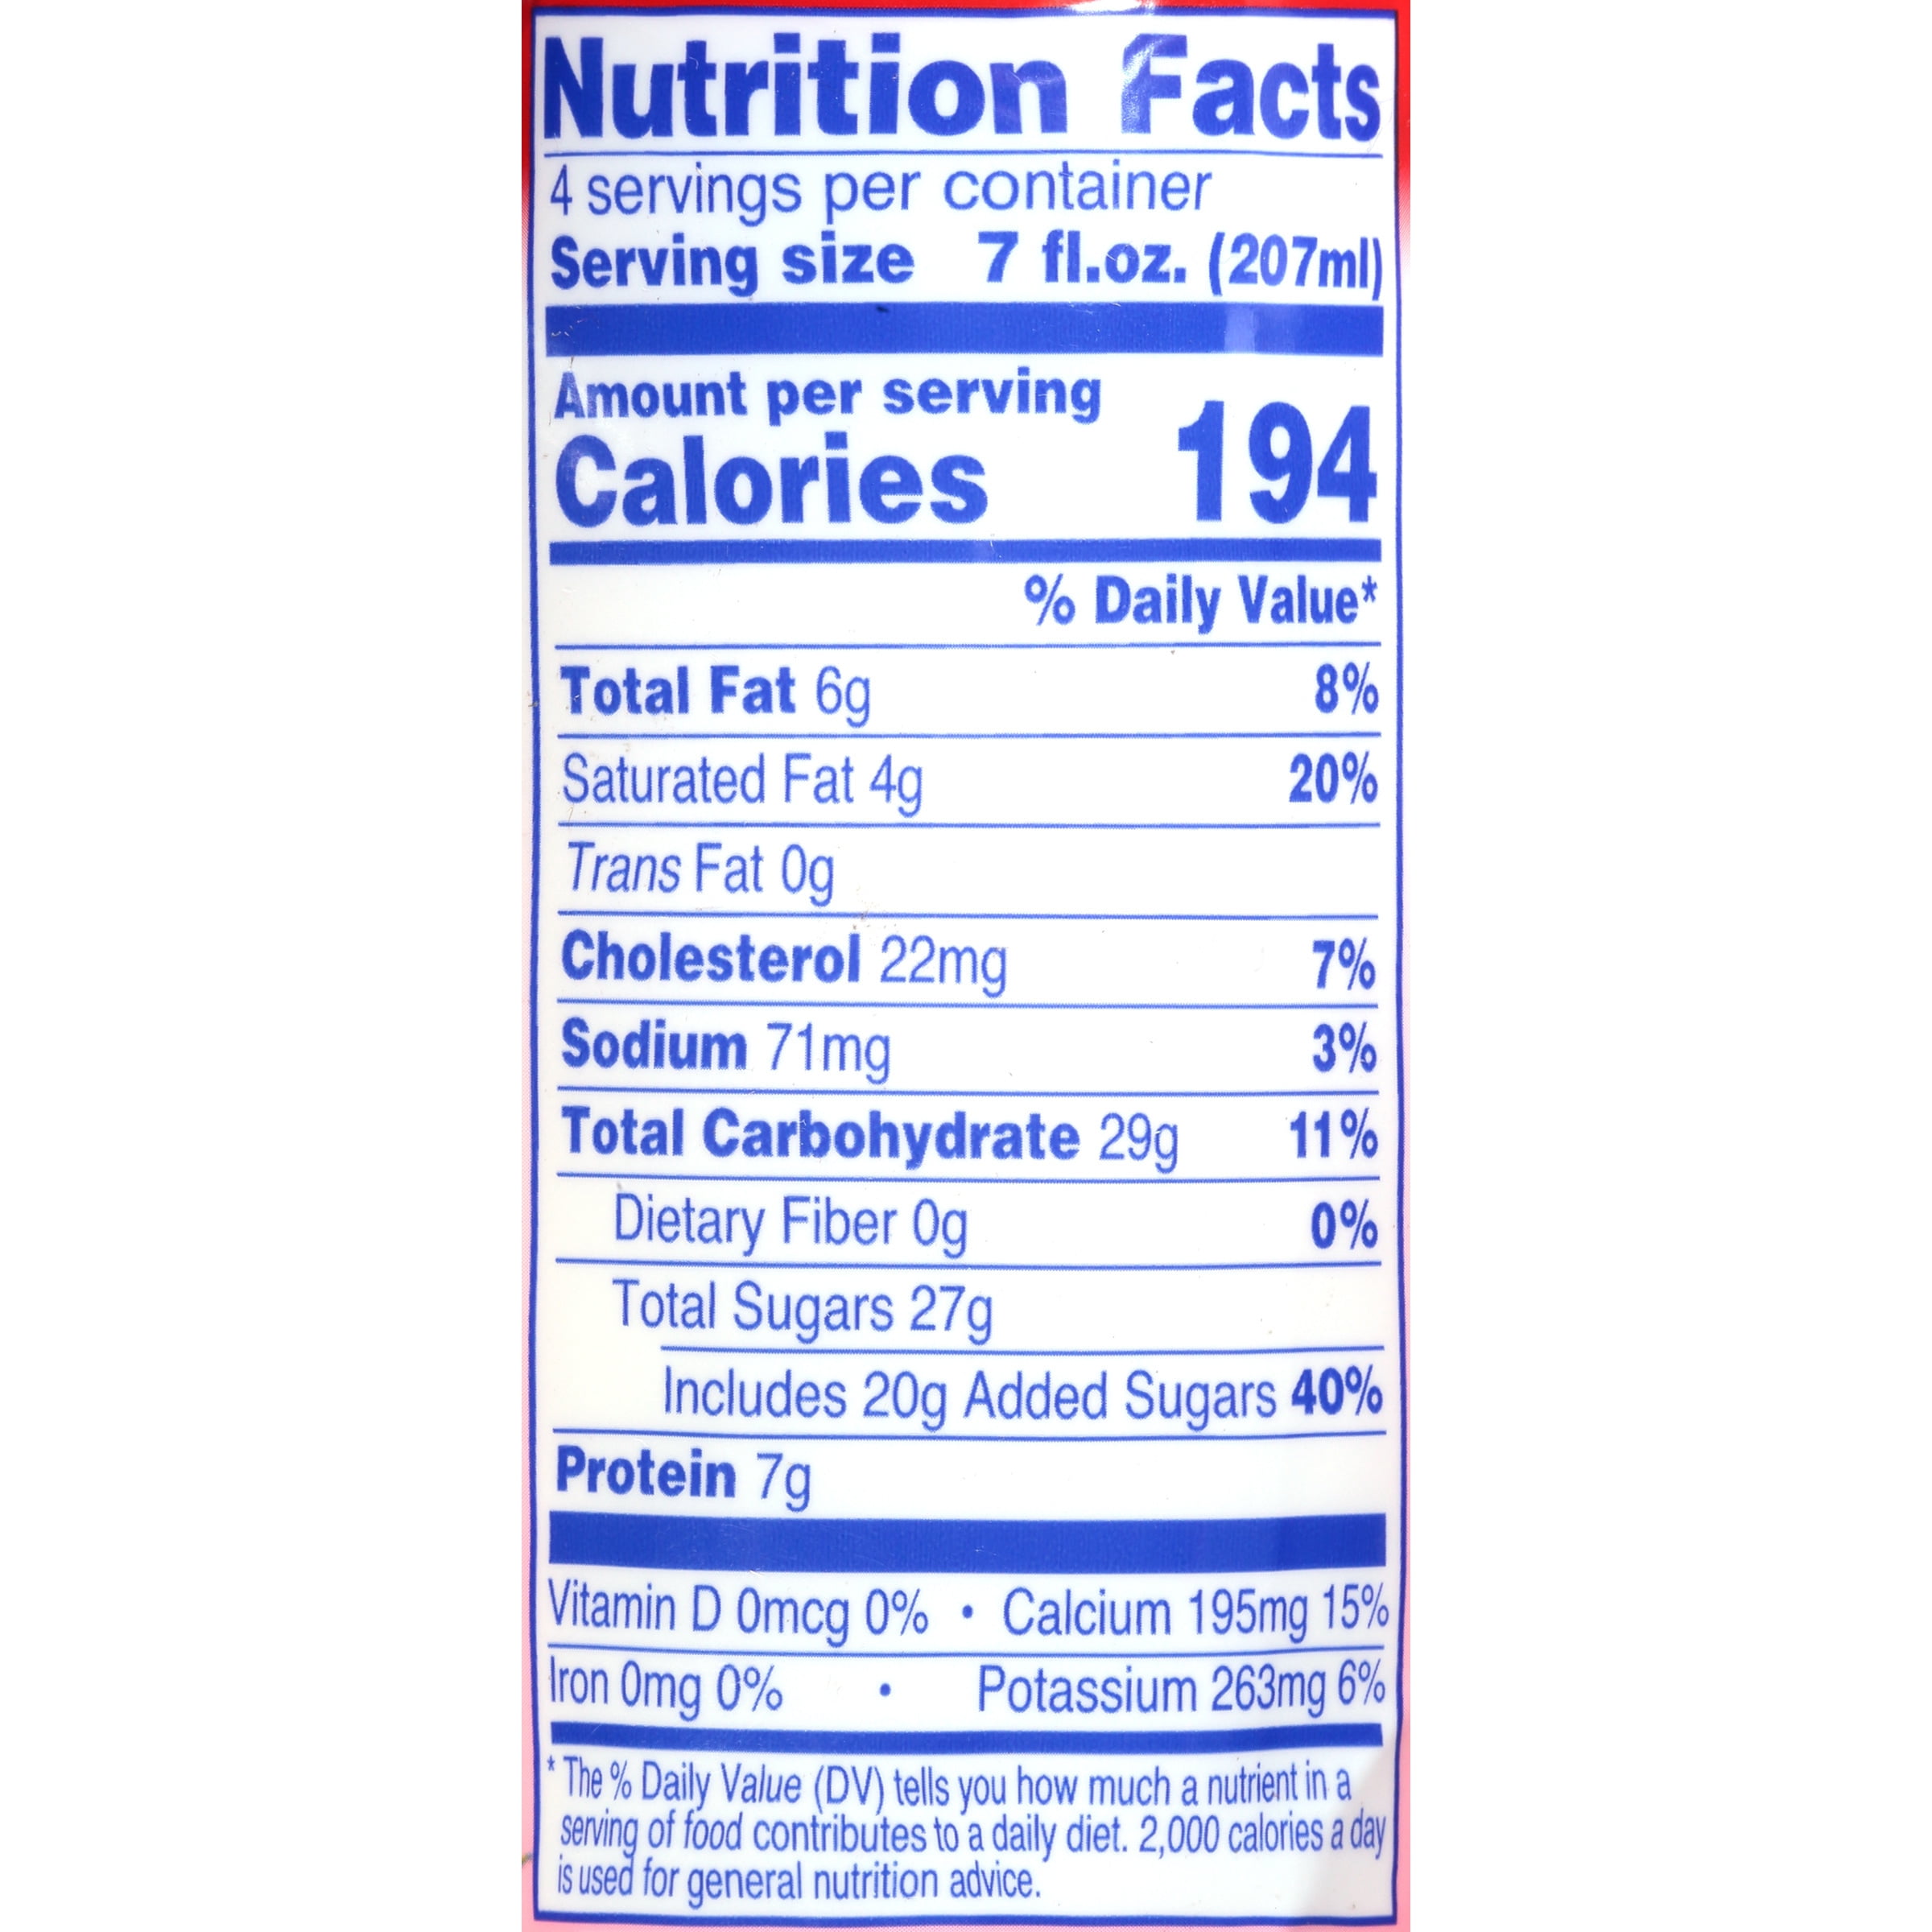 Nutrition Facts
4 servings per container
Serving size 7 fl.oz. (207ml)
Amount per serving
Calories 194
% Daily Value*
Total Fat 6g 8%
Saturated Fat 4g 20%
Trans Fat 0g
Cholesterol 22mg 7%
Sodium 71mg 3%
Total Carbohydrate 29g 11%
Dietary Fiber 0g 0%
Total Sugars 27g
Includes 20g Added Sugars 40%
Protein 7g
Vitamin D 0mcg 0% • Calcium 195mg 15%
Iron 0mg 0% • Potassium 263mg 6%
* The % Daily Value (DV) tells you how much a nutrient in a
serving of food contributes to a daily diet. 2,000 calories a day
is used for general nutrition advice.